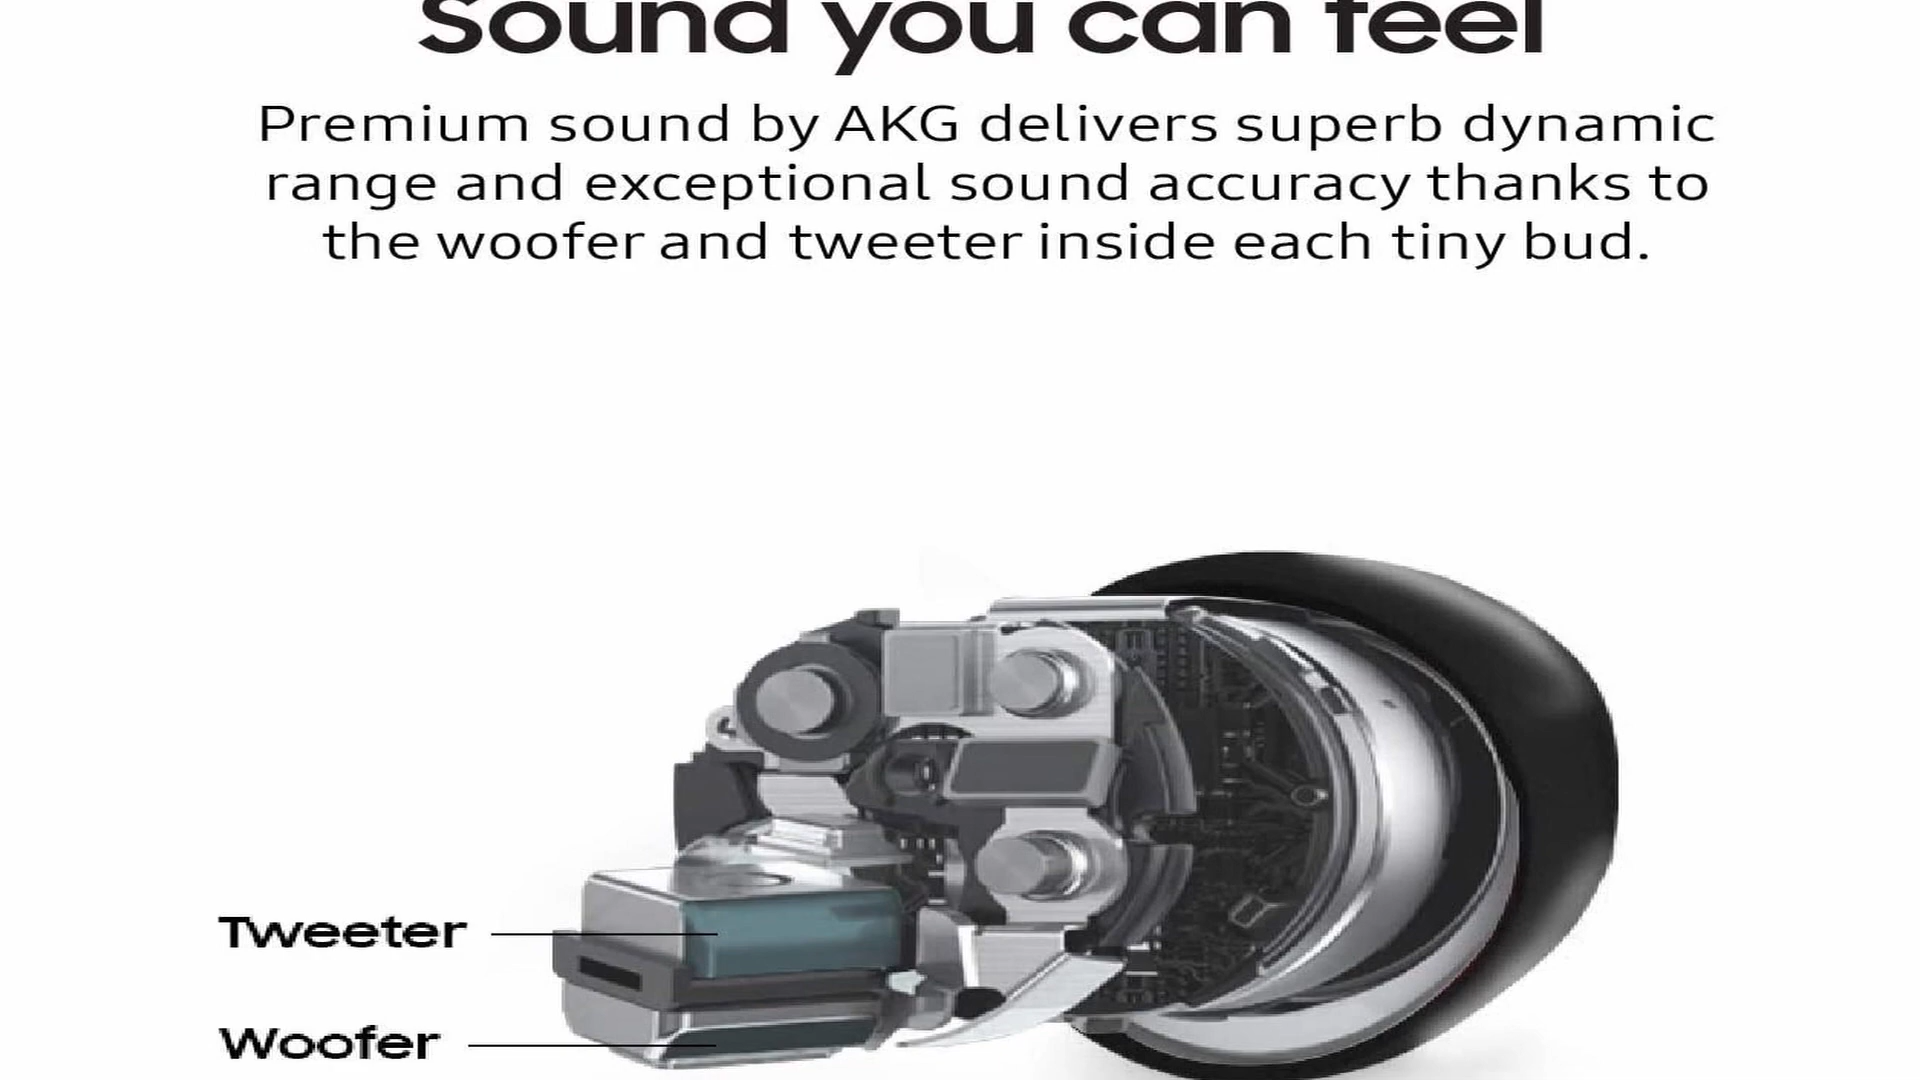 Sound you can feel
Premium sound by AKG delivers superb dynamic
range and exceptional sound accuracy thanks to
the woofer and tweeter inside each tiny bud.
Tweeter
Woofer